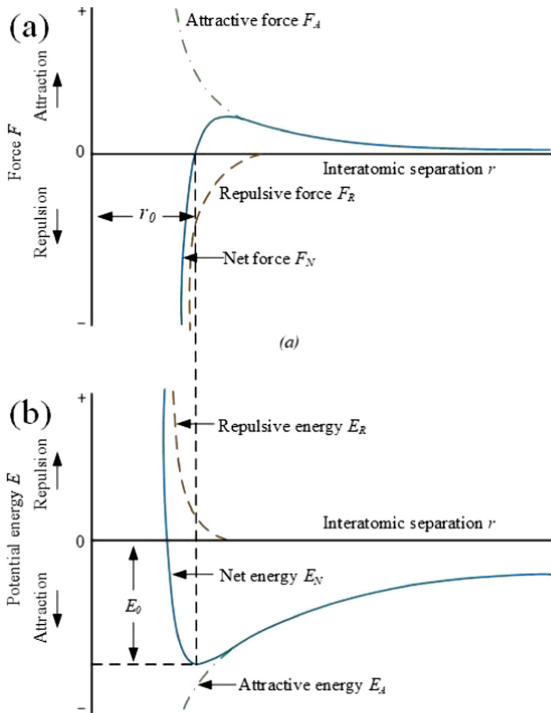 (a)
+
Attractive force F_A
Attraction
Force F
0
Interatomic separation r
Repulsive force F_R
Repulsion
r_0
Net force F_N
−
(a)
(b)
+
Repulsive energy E_R
Repulsion
Potential energy E
Interatomic separation r
0
Net energy E_N
E_0
Attraction
Attractive energy E_A
−